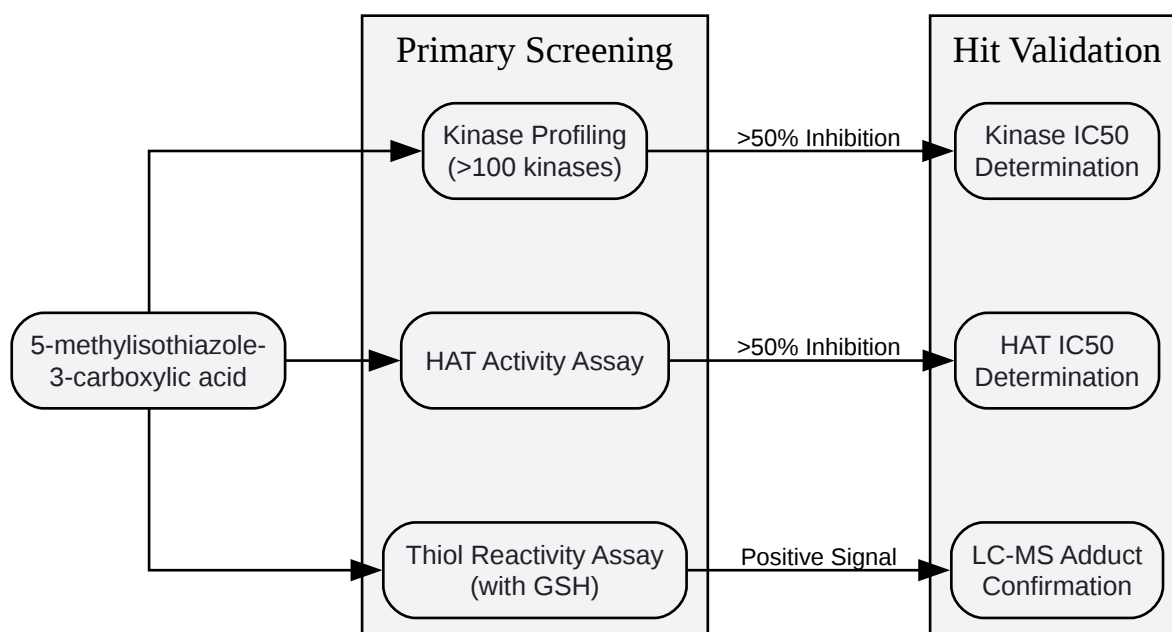 Primary Screening
Hit Validation
Kinase Profiling
(>100 kinases)
>50% Inhibition
Kinase IC50
Determination
5-methylisothiazole-
3-carboxylic acid
HAT Activity Assay
>50% Inhibition
HAT IC50
Determination
Thiol Reactivity Assay
(with GSH)
Positive Signal
LC-MS Adduct
Confirmation